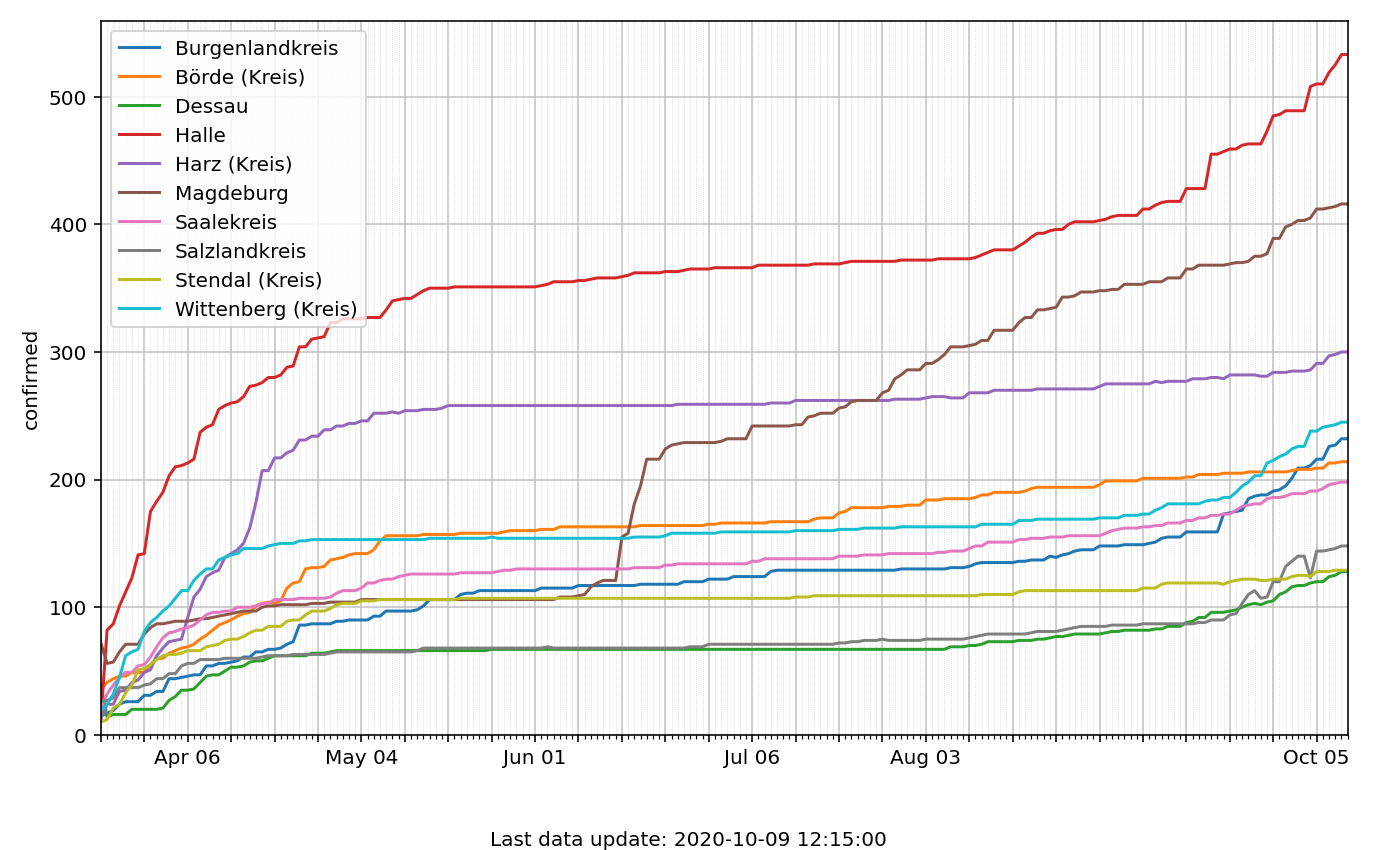 Burgenlandkreis
Börde (Kreis)
Dessau
Halle
Harz (Kreis)
Magdeburg
Saalekreis
Salzlandkreis
Stendal (Kreis)
Wittenberg (Kreis)
confirmed
500
400
300
200
100
0
Apr 06 May 04 Jun 01 Jul 06 Aug 03 Oct 05
Last data update: 2020-10-09 12:15:00